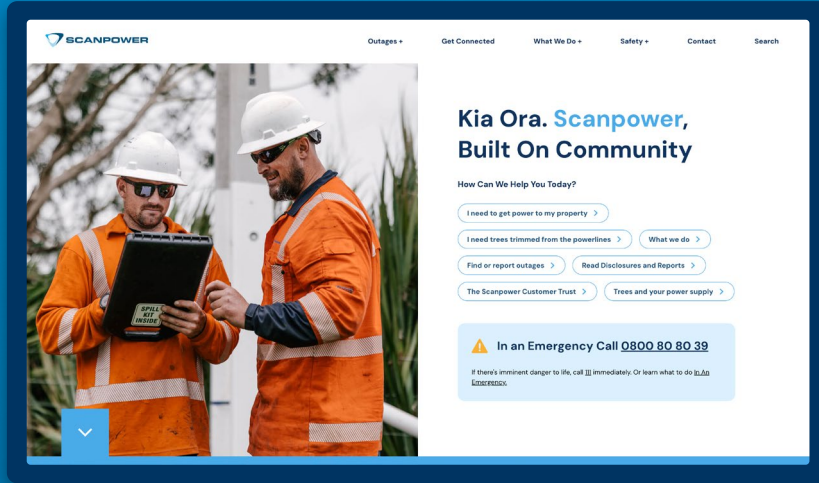 SCANPOWER
Outages +
Get Connected
What We Do +
Safety +
Contact
Search
Kia Ora. Scanpower,
Built On Community
How Can We Help You Today?
I need to get power to my property
I need trees trimmed from the powerlines
What we do
Find or report outages
Read Disclosures and Reports
The Scanpower Customer Trust
Trees and your power supply
In an Emergency Call 0800 80 80 39
If there's imminent danger to life, call 111 immediately. Or learn what to do In An
Emergency.
SPILL
KIT
INSIDE